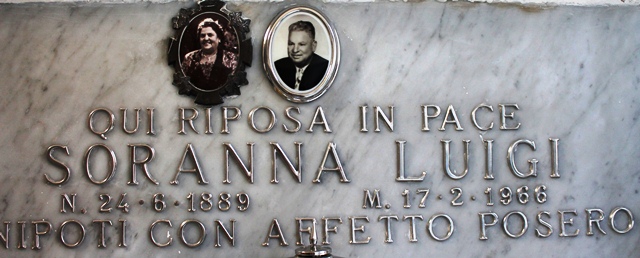 QUI RIPOSA IN PACE
SORANNA LUIGI
N. 24·6·1889 M. 17·2·1966
NIPOTI CON AFFETTO POSERO